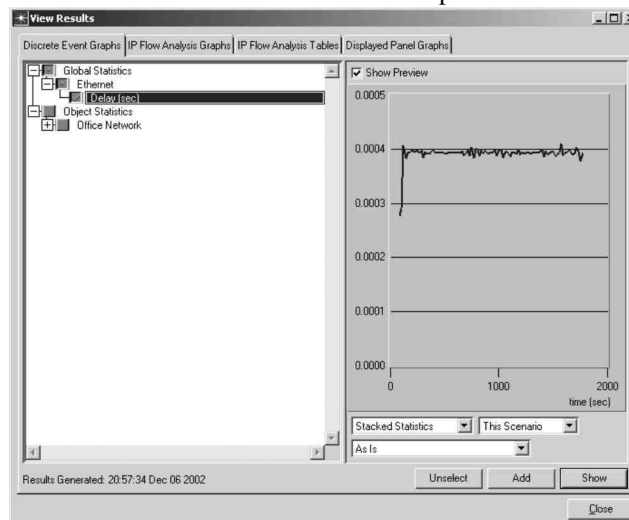 View Results
Discrete Event Graphs IP Flow Analysis Graphs IP Flow Analysis Tables Displayed Panel Graphs
Global Statistics
Ethernet
Delay (sec)
Object Statistics
Office Network
Show Preview
0.0005
0.0004
0.0003
0.0002
0.0001
0.0000
0 1000 2000
time (sec)
Stacked Statistics This Scenario
As Is
Results Generated: 20:57:34 Dec 06 2002
Unselect Add Show
Close